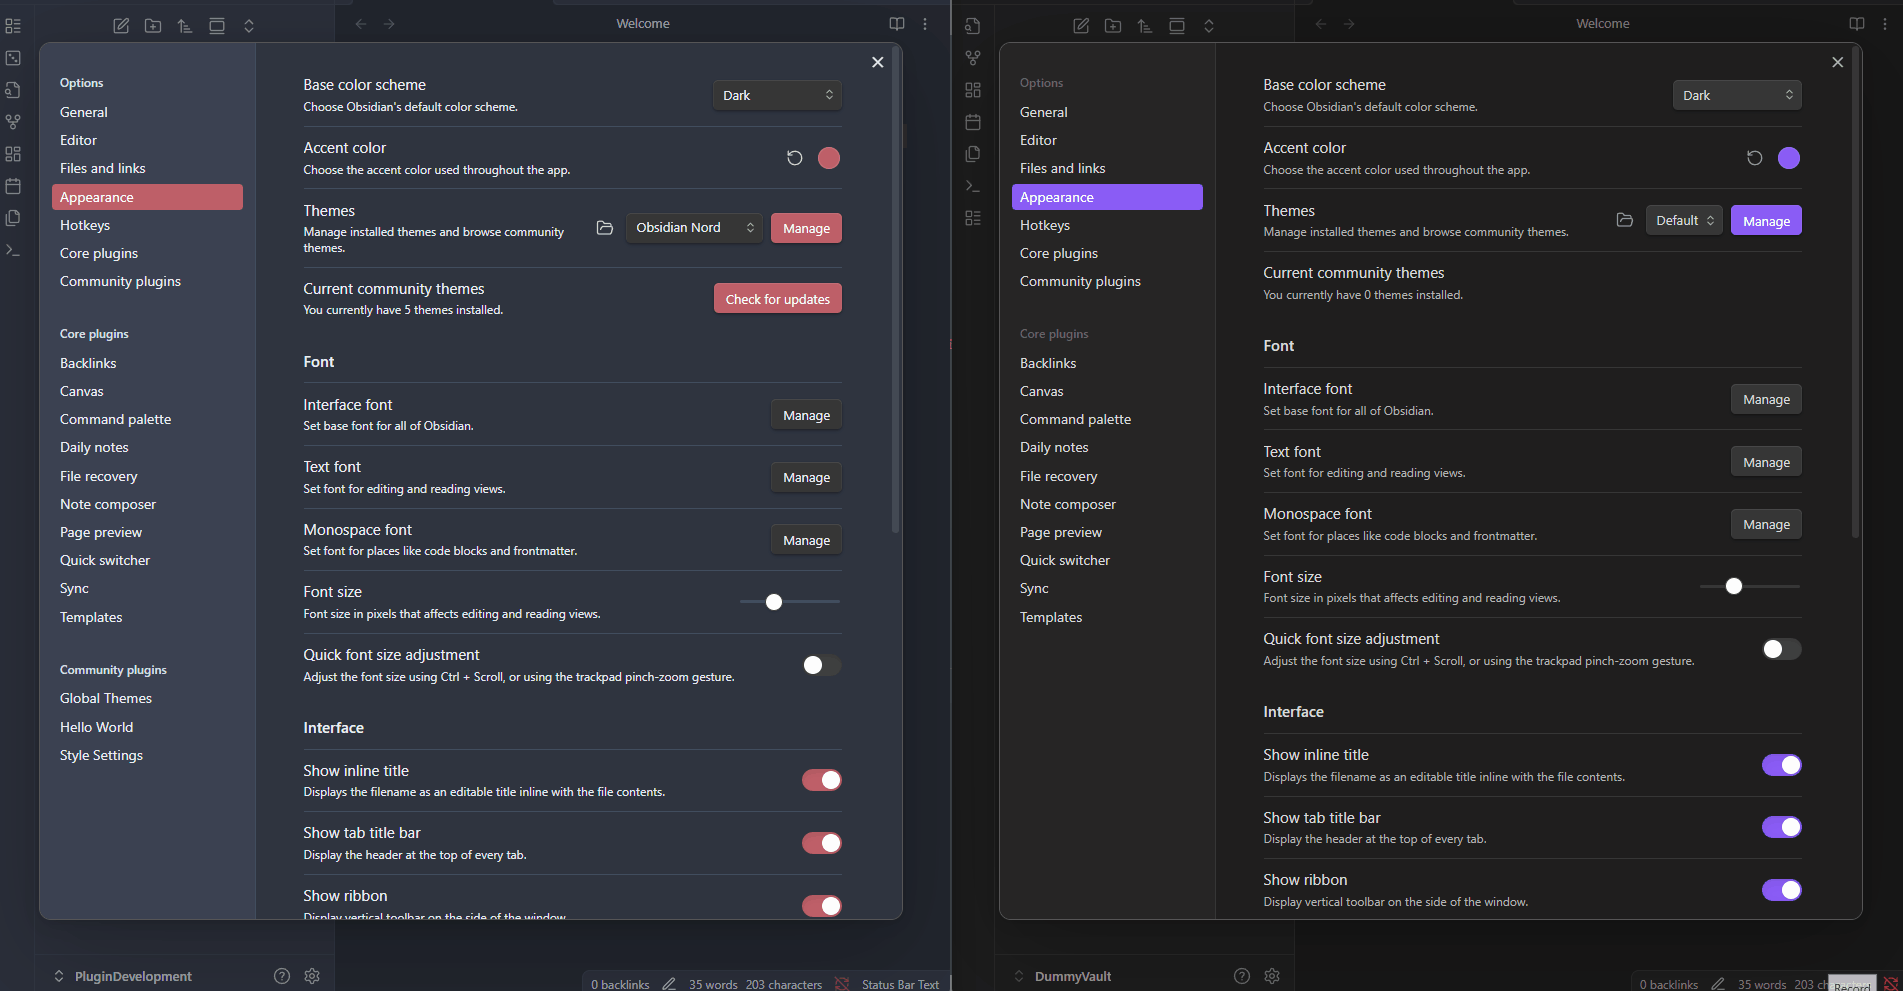 Welcome
Options
General
Editor
Files and links
Appearance
Hotkeys
Core plugins
Community plugins
Core plugins
Backlinks
Canvas
Command palette
Daily notes
File recovery
Note composer
Page preview
Quick switcher
Sync
Templates
Community plugins
Global Themes
Hello World
Style Settings
Base color scheme
Choose Obsidian's default color scheme.
Dark
Accent color
Choose the accent color used throughout the app.
Themes
Manage installed themes and browse community
themes.
Obsidian Nord
Manage
Current community themes
You currently have 5 themes installed.
Check for updates
Font
Interface font
Set base font for all of Obsidian.
Manage
Text font
Set font for editing and reading views.
Manage
Monospace font
Set font for places like code blocks and frontmatter.
Manage
Font size
Font size in pixels that affects editing and reading views.
Quick font size adjustment
Adjust the font size using Ctrl + Scroll, or using the trackpad pinch-zoom gesture.
Interface
Show inline title
Displays the filename as an editable title inline with the file contents.
Show tab title bar
Display the header at the top of every tab.
Show ribbon
Display vertical toolbar on the side of the window.
PluginDevelopment
0 backlinks
35 words 203 characters
Status Bar Text
Welcome
Options
General
Editor
Files and links
Appearance
Hotkeys
Core plugins
Community plugins
Core plugins
Backlinks
Canvas
Command palette
Daily notes
File recovery
Note composer
Page preview
Quick switcher
Sync
Templates
Base color scheme
Choose Obsidian's default color scheme.
Dark
Accent color
Choose the accent color used throughout the app.
Themes
Manage installed themes and browse community themes.
Default
Manage
Current community themes
You currently have 0 themes installed.
Font
Interface font
Set base font for all of Obsidian.
Manage
Text font
Set font for editing and reading views.
Manage
Monospace font
Set font for places like code blocks and frontmatter.
Manage
Font size
Font size in pixels that affects editing and reading views.
Quick font size adjustment
Adjust the font size using Ctrl + Scroll, or using the trackpad pinch-zoom gesture.
Interface
Show inline title
Displays the filename as an editable title inline with the file contents.
Show tab title bar
Display the header at the top of every tab.
Show ribbon
Display vertical toolbar on the side of the window.
DummyVault
0 backlinks
35 words 203
Record